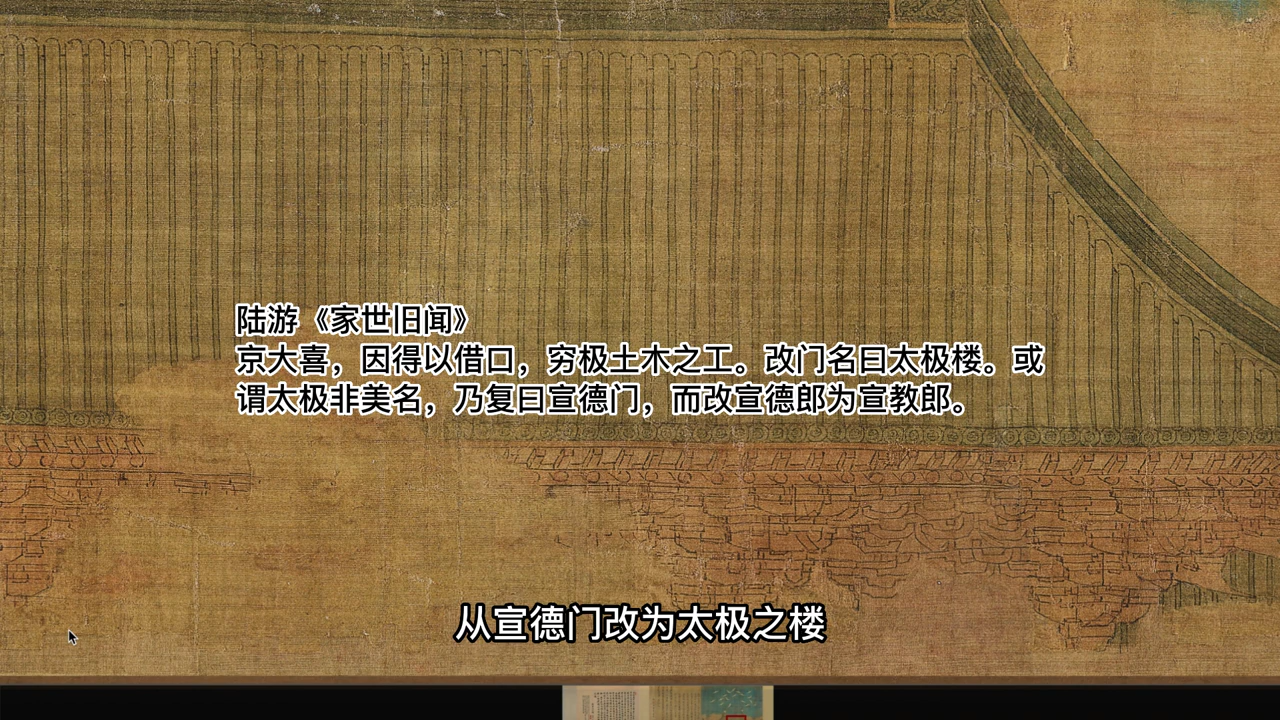 陆游《家世旧闻》
京大喜，因得以借口，穷极土木之工。改门名曰太极楼。或
谓太极非美名，乃复曰宣德门，而改宣德郎为宣教郎。
从宣德门改为太极之楼